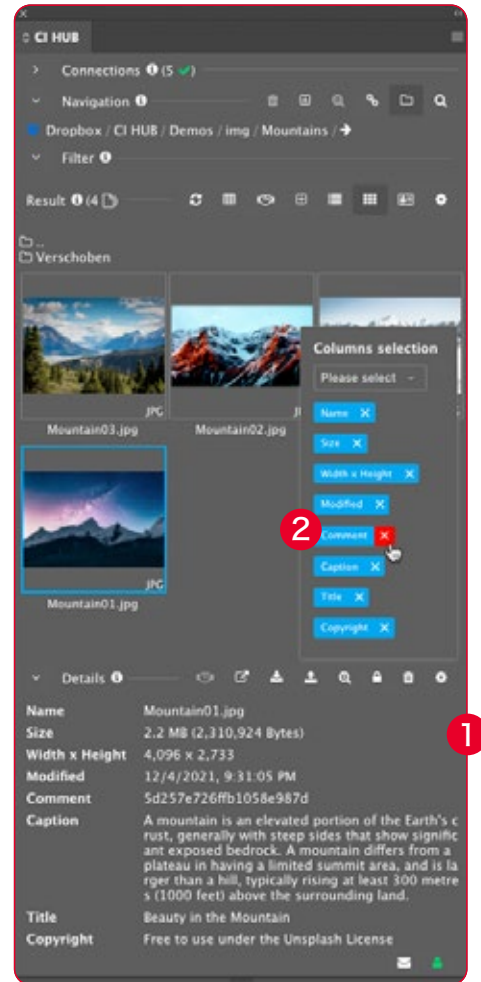 CI HUB
Connections (5 ✓)
Navigation
Dropbox / CI HUB / Demos / img / Mountains /
Filter
Result (4
..
Verschoben
JPG
Mountain03.jpg
Mountain02.jpg
JPG
Mountain01.jpg
Columns selection
Please select
Name X
Size X
Width x Height X
Modified X
2
Comment X
Caption X
Title X
Copyright X
Details
1
Name Mountain01.jpg
Size 2.2 MB (2,310,924 Bytes)
Width x Height 4,096 x 2,733
Modified 12/4/2021, 9:31:05 PM
Comment 5d257e726ffb1058e987d
Caption A mountain is an elevated portion of the Earth's c
rust, generally with steep sides that show signific
ant exposed bedrock. A mountain differs from a
plateau in having a limited summit area, and is la
rger than a hill, typically rising at least 300 metre
s (1000 feet) above the surrounding land.
Title Beauty in the Mountain
Copyright Free to use under the Unsplash License